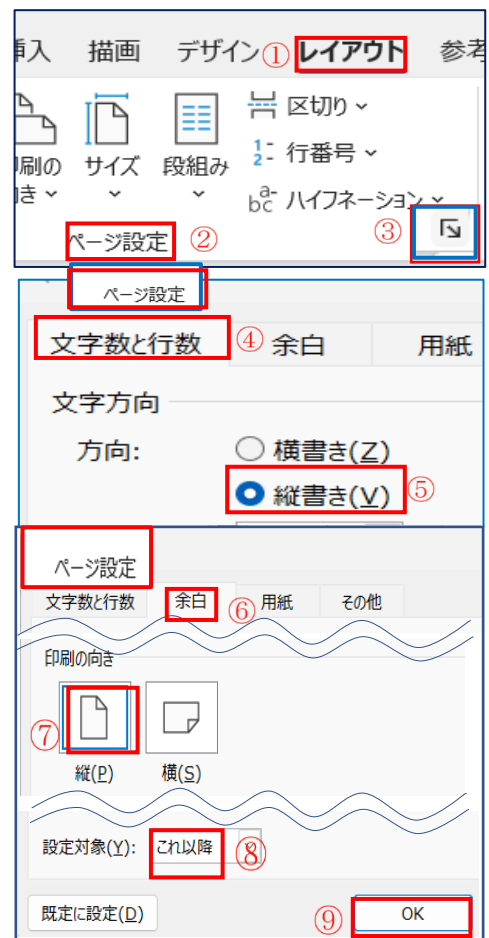 挿入 描画 デザイン ① レイアウト 参考
区切り
印刷の サイズ 段組み 行番号
向き ハイフネーション
ページ設定 ② ③
ページ設定
文字数と行数 ④ 余白 用紙
文字方向
方向: 横書き(Z)
縦書き(V) ⑤
ページ設定
文字数と行数 余白 ⑥ 用紙 その他
印刷の向き
⑦
縦(P) 横(S)
設定対象(Y): これ以降 ⑧
既定に設定(D) ⑨ OK